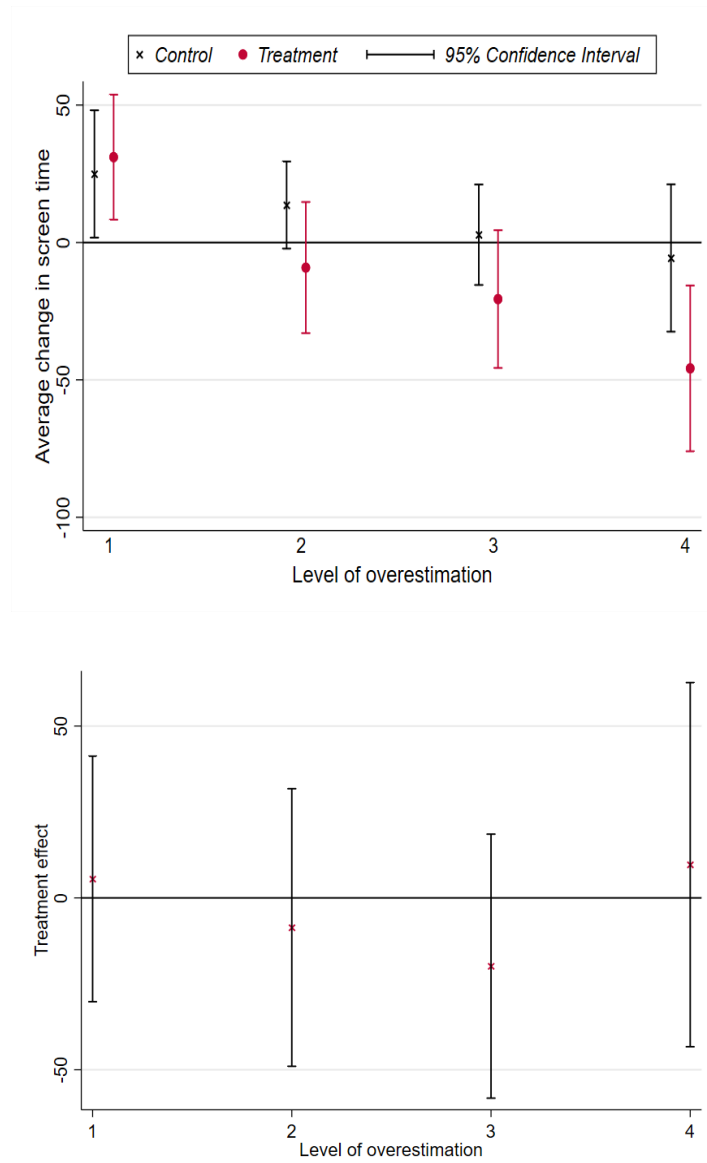 × Control ● Treatment 95% Confidence Interval
Average change in screen time
50
0
-50
-100
1 2 3 4
Level of overestimation
Treatment effect
50
0
-50
1 2 3 4
Level of overestimation